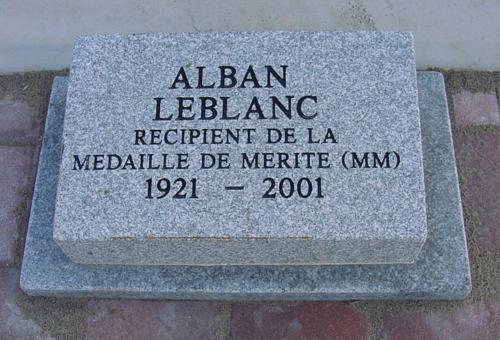 ALBAN
LEBLANC
RECIPIENT DE LA
MEDAILLE DE MERITE (MM)
1921 – 2001